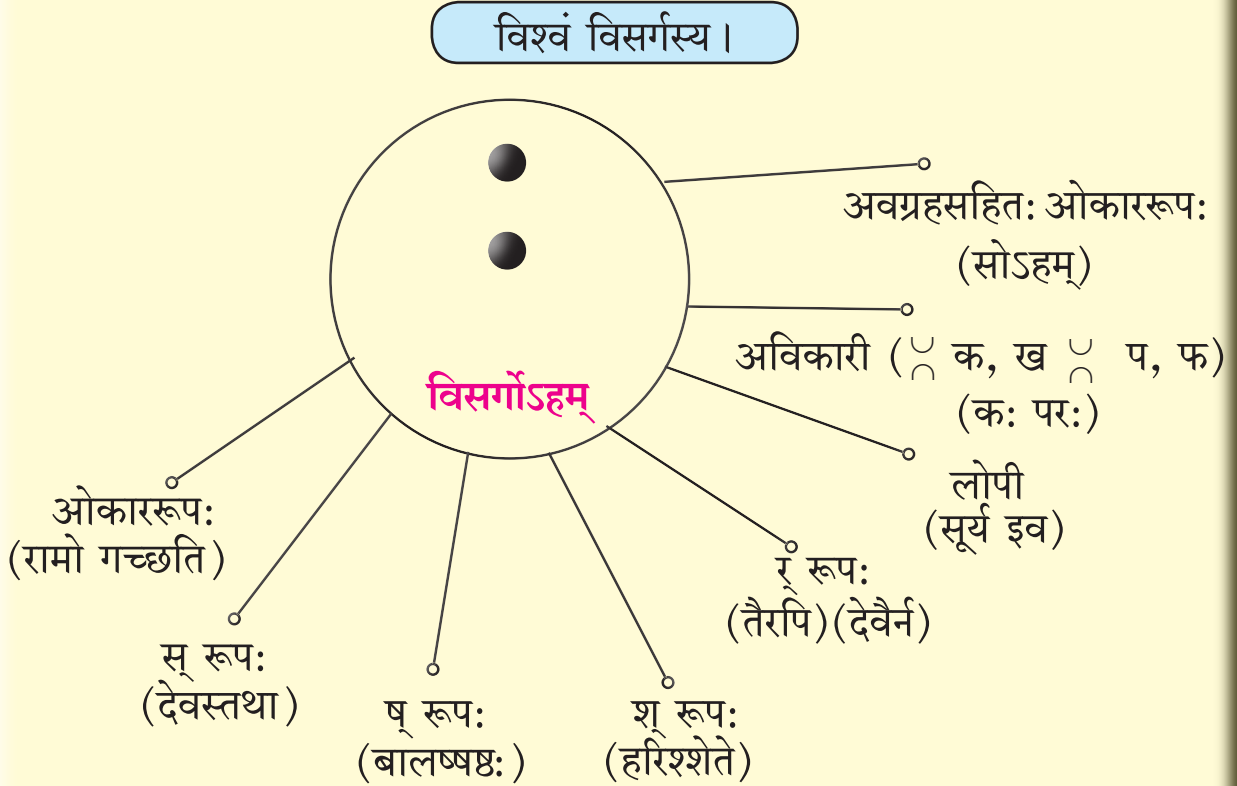 विश्वं विसर्गस्य ।
अवग्रहसहितः ओकाररूपः
(सोऽहम्)
अविकारी (ᳵ क, ख ᳶ प, फ)
(कः परः)
विसर्गोऽहम्
लोपी
(सूर्य इव)
ओकाररूपः
(रामो गच्छति)
र् रूपः
(तैरपि)(देवैर्न)
स् रूपः
(देवस्तथा)
ष् रूपः
(बालष्षष्ठः)
श् रूपः
(हरिश्शेते)